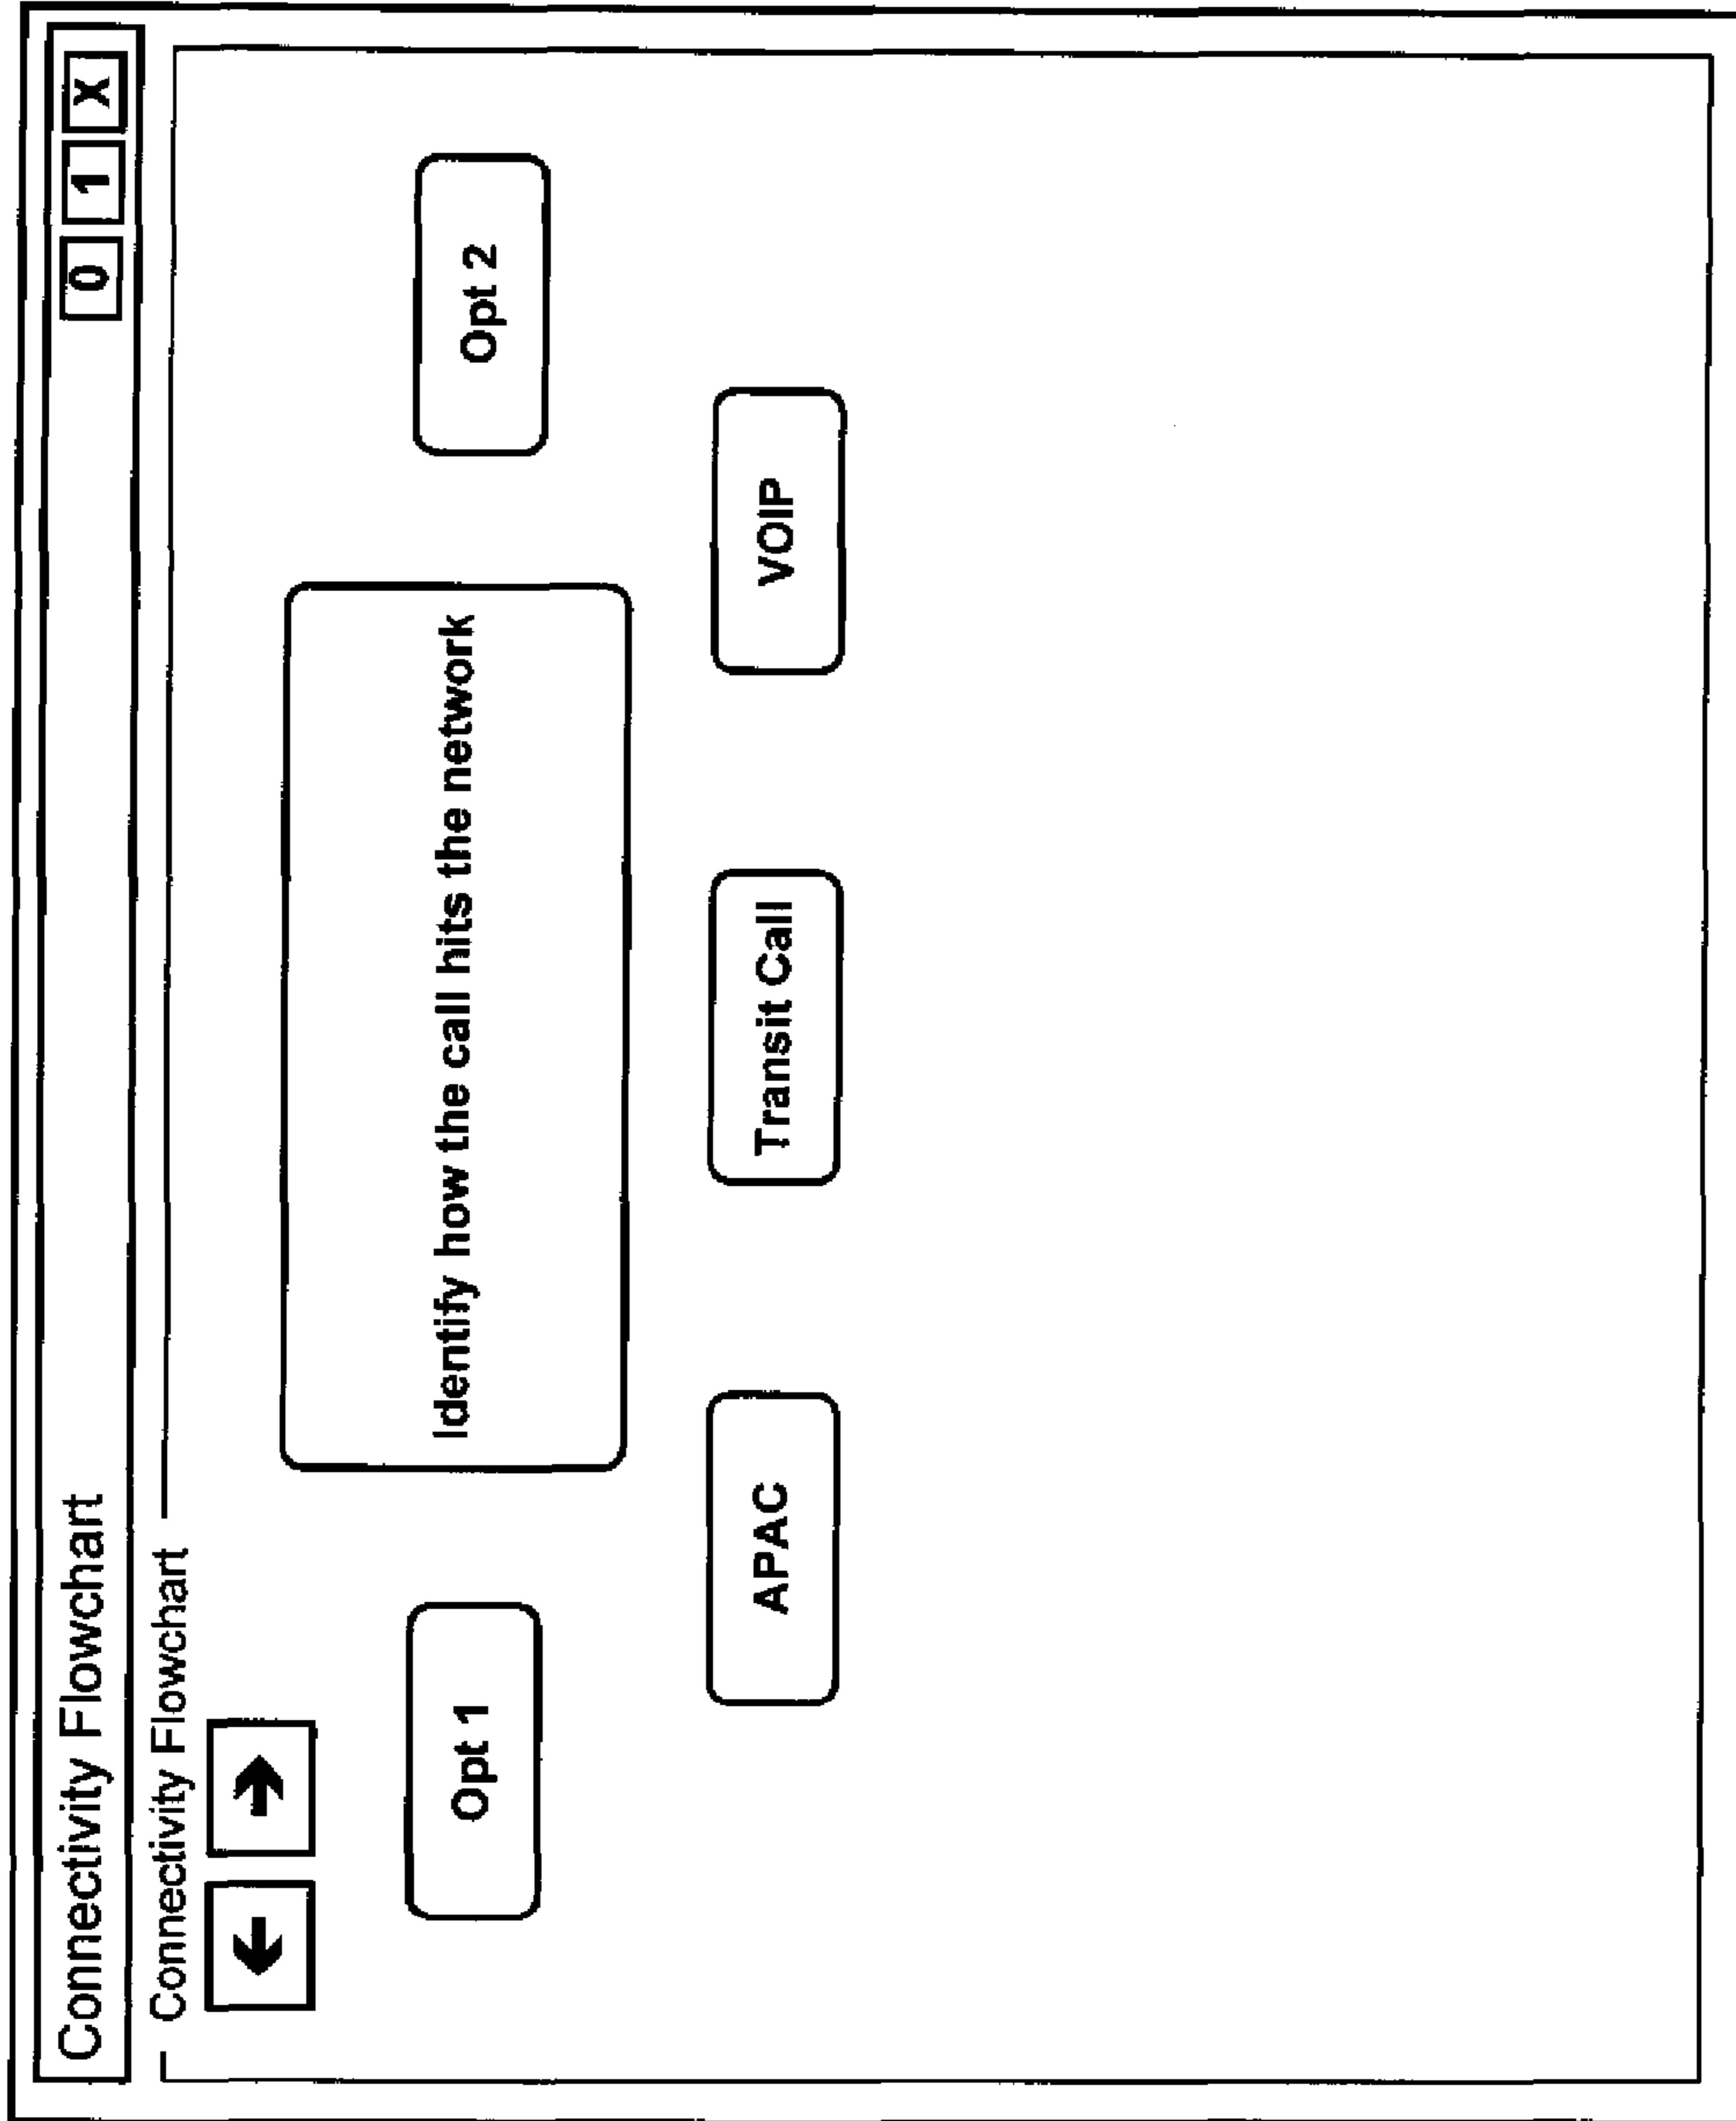 Connectivity Flowchart
0 1 X
Connectivity Flowchart
Opt 1
Identify how the call hits the network
Opt 2
APAC
Transit Call
VOIP